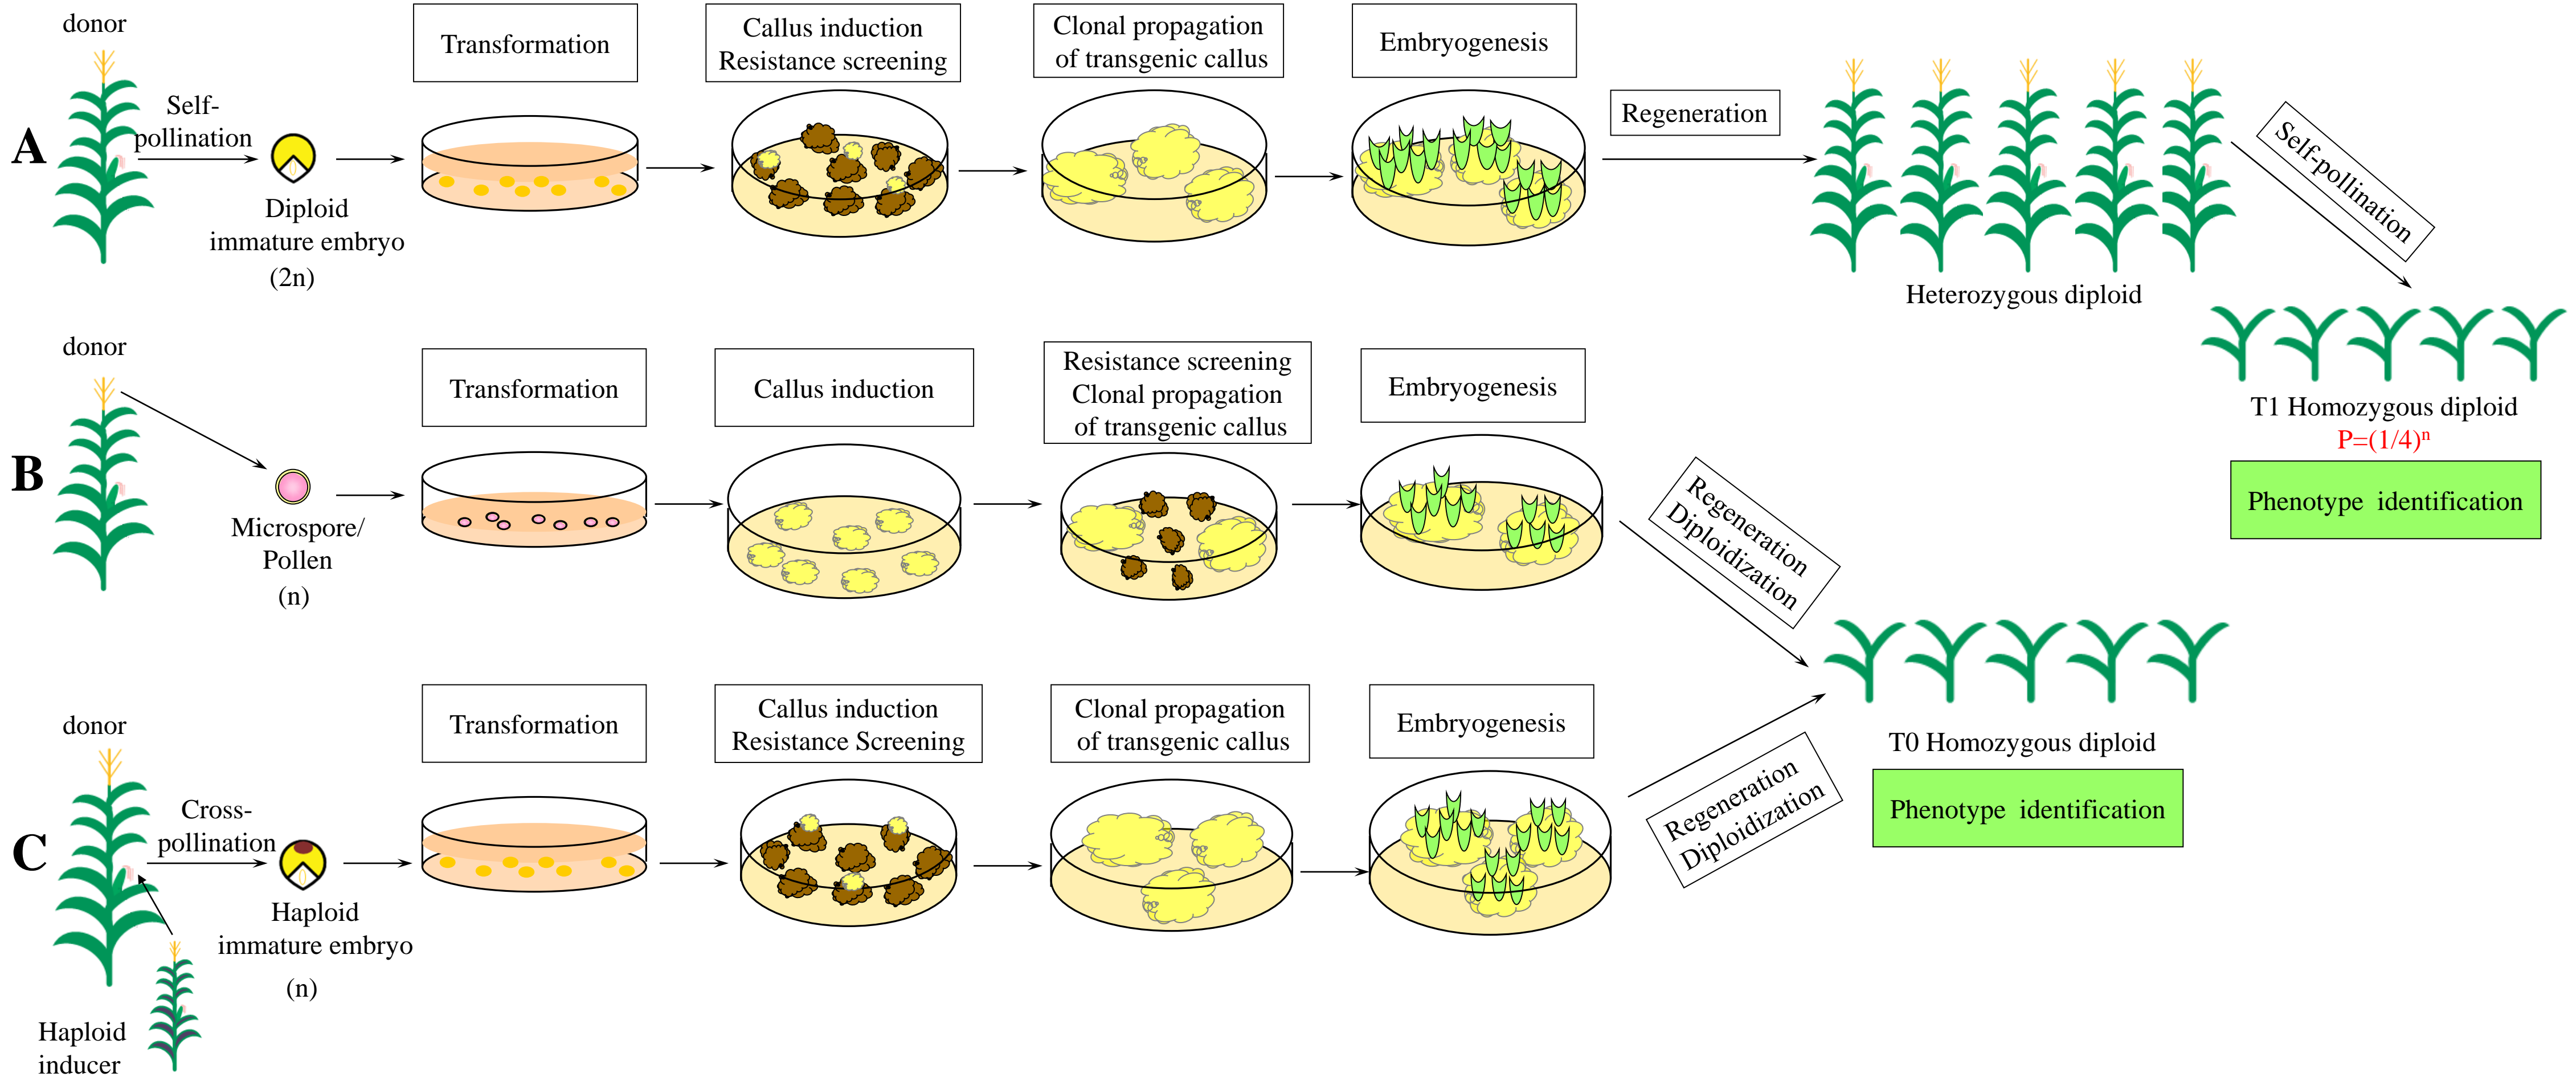 A
donor
Self-
pollination
Diploid
immature embryo
(2n)
Transformation
Callus induction
Resistance screening
Clonal propagation
of transgenic callus
Embryogenesis
Regeneration
Heterozygous diploid
Self-pollination
T1 Homozygous diploid
P=(1/4)ⁿ
Phenotype identification
B
donor
Microspore/
Pollen
(n)
Transformation
Callus induction
Resistance screening
Clonal propagation
of transgenic callus
Embryogenesis
Regeneration
Diploidization
C
donor
Cross-
pollination
Haploid
immature embryo
(n)
Haploid
inducer
Transformation
Callus induction
Resistance Screening
Clonal propagation
of transgenic callus
Embryogenesis
Regeneration
Diploidization
T0 Homozygous diploid
Phenotype identification